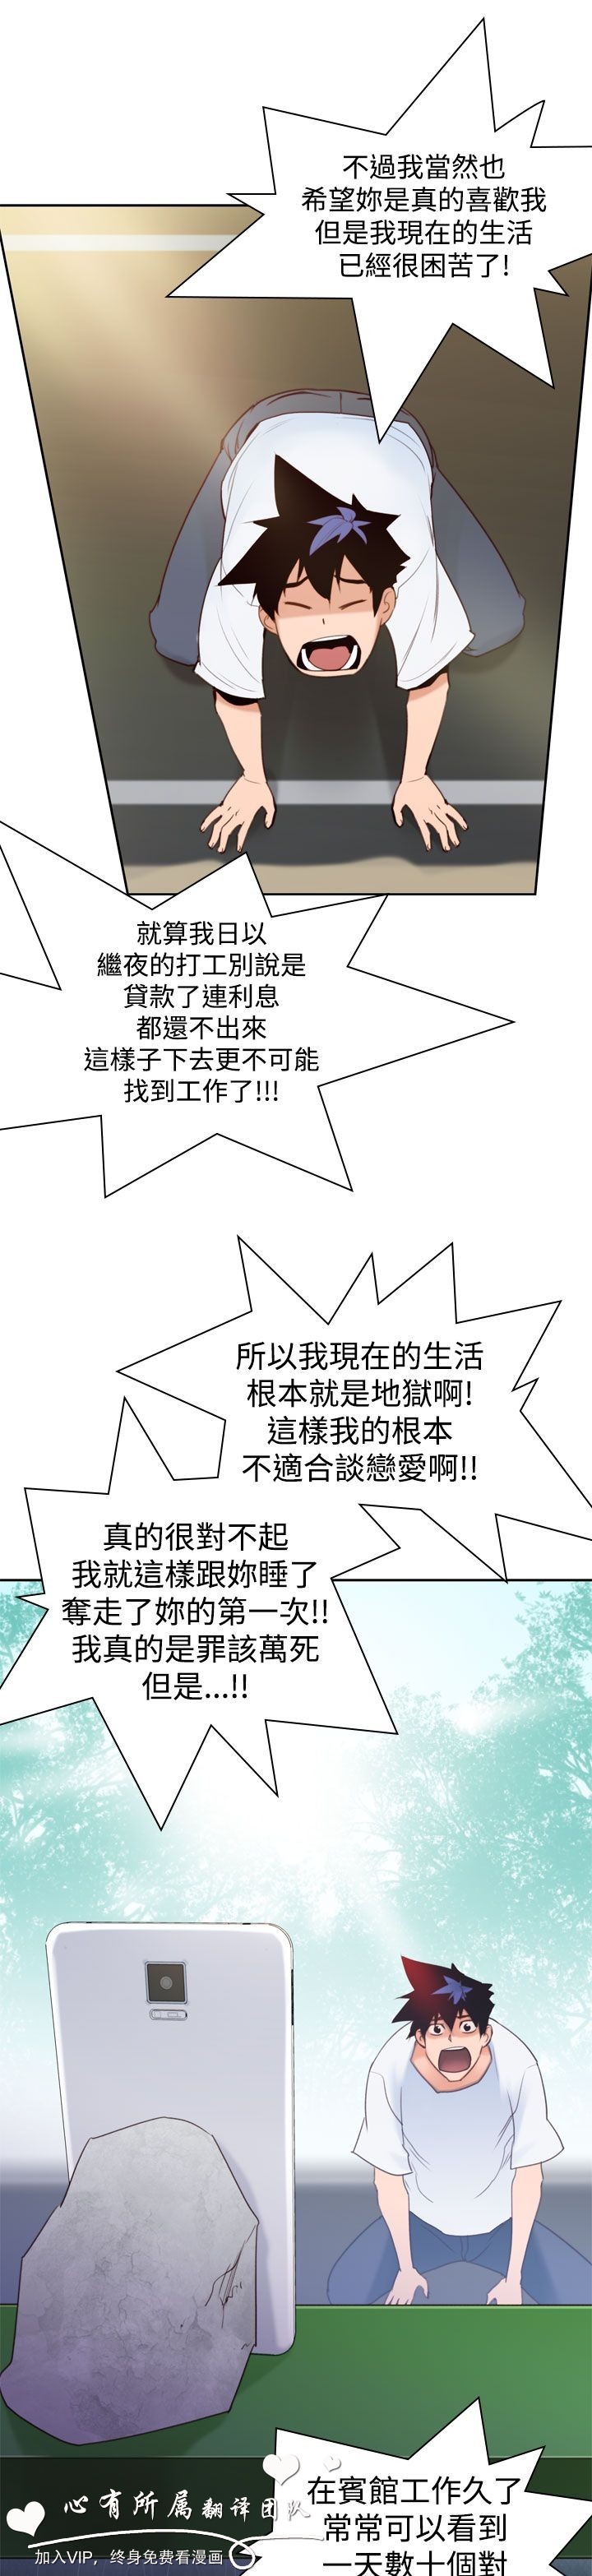 不過我當然也
希望妳是真的喜歡我
但是我現在的生活
已經很困苦了!
就算我日以
繼夜的打工別說是
貸款了連利息
都還不出來
這樣子下去更不可能
找到工作了!!!
所以我現在的生活
根本就是地獄啊!
這樣我的根本
不適合談戀愛啊!!
真的很對不起
我就這樣跟妳睡了
奪走了妳的第一次!!
我真的是罪該萬死
但是...!!
在賓館工作久了
常常可以看到
一天數十個對
心有所属翻译团队
加入VIP，终身免费看漫画